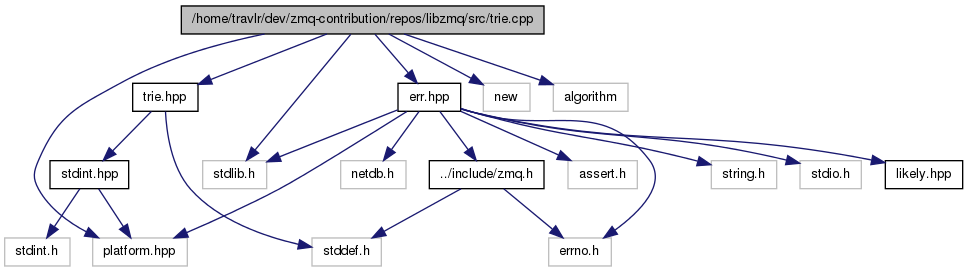 /home/travlr/dev/zmq-contribution/repos/libzmq/src/trie.cpp
trie.hpp
err.hpp
new
algorithm
stdint.hpp
stdlib.h
netdb.h
../include/zmq.h
assert.h
string.h
stdio.h
likely.hpp
stdint.h
platform.hpp
stddef.h
errno.h